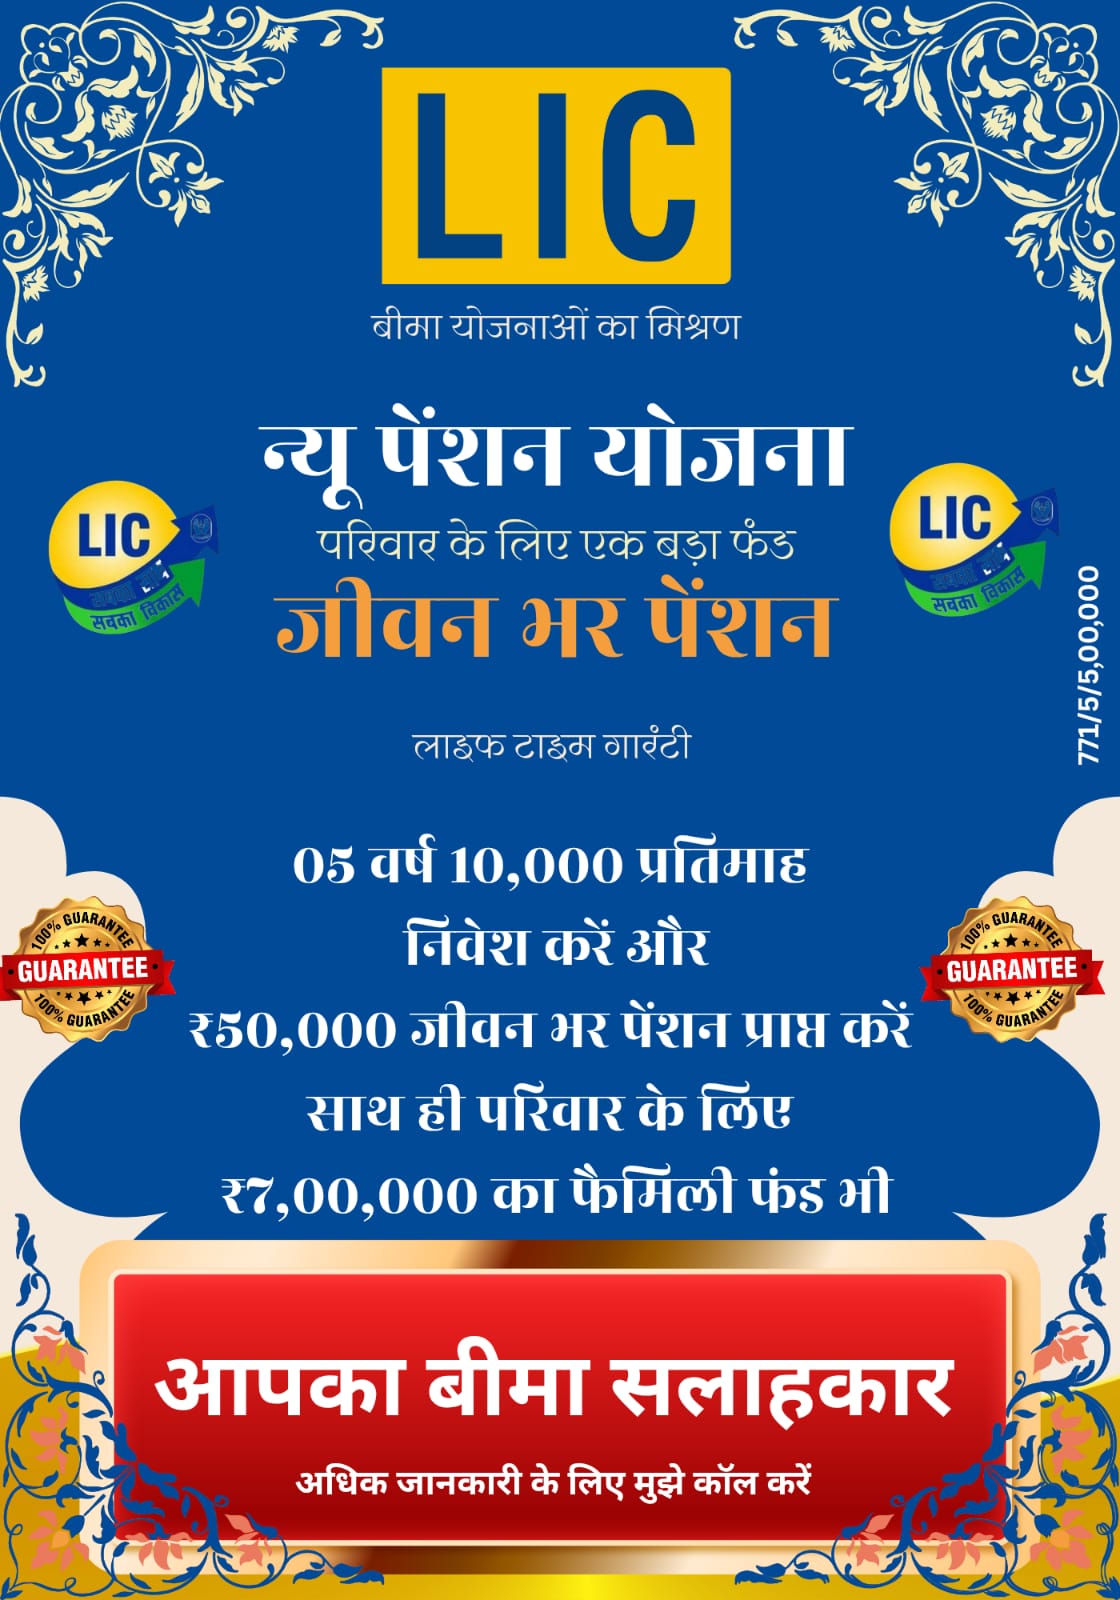 LIC
बीमा योजनाओं का मिश्रण
न्यू पेंशन योजना
परिवार के लिए एक बड़ा फंड
जीवन भर पेंशन
LIC
सबका विकास
LIC
सबका विकास
771/5/5,00,000
लाइफ टाइम गारंटी
05 वर्ष 10,000 प्रतिमाह
निवेश करें और
₹50,000 जीवन भर पेंशन प्राप्त करें
साथ ही परिवार के लिए
₹7,00,000 का फैमिली फंड भी
100% GUARANTEE
GUARANTEE
100% GUARANTEE
100% GUARANTEE
GUARANTEE
100% GUARANTEE
आपका बीमा सलाहकार
अधिक जानकारी के लिए मुझे कॉल करें